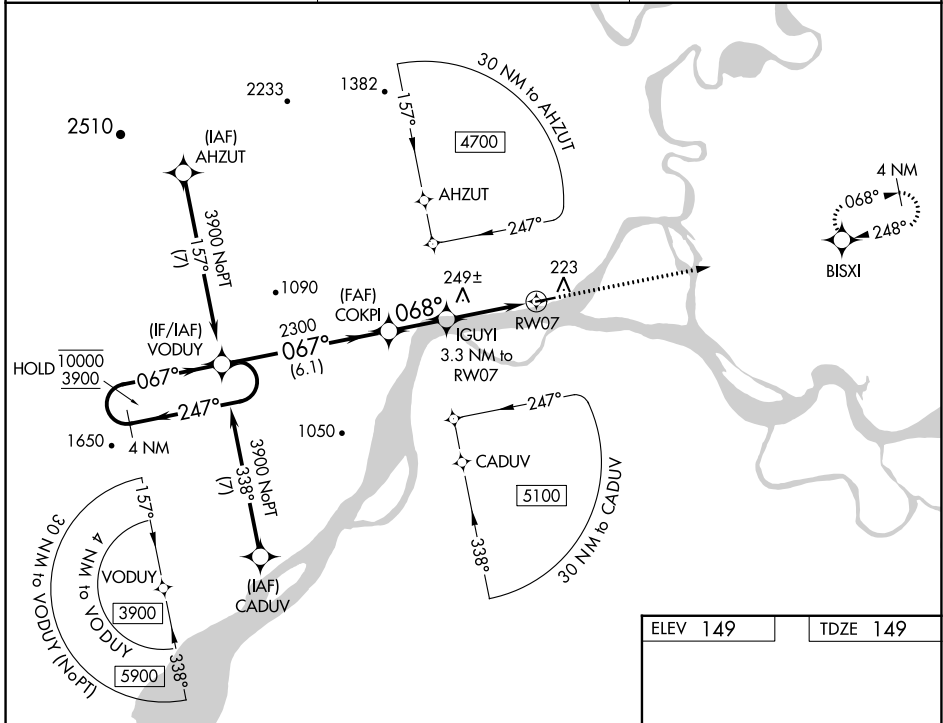 2233
1382
30 NM to AHZUT
157°
4700
2510
(IAF)
AHZUT
AHZUT
247°
4 NM
068°
248°
BISXI
3900 NoPT
157°
(7)
1090
(FAF)
COKPI
068°
249±
223
RW07
IGUYI
3.3 NM to
RW07
(IF/IAF)
VODUY
2300
067°
(6.1)
HOLD
10000
3900
067°
247°
4 NM
1650
1050
3900 NoPT
338°
(7)
247°
CADUV
5100
338°
30 NM to CADUV
(IAF)
CADUV
157°
30 NM to VODUY (NoPT)
4 NM to VODUY
VODUY
3900
5900
338°
ELEV 149
TDZE 149